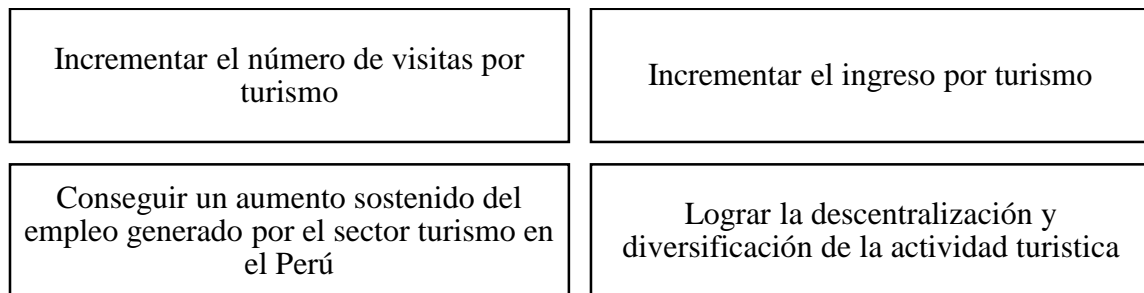 Incrementar el número de visitas por
turismo
Incrementar el ingreso por turismo
Conseguir un aumento sostenido del
empleo generado por el sector turismo en
el Perú
Lograr la descentralización y
diversificación de la actividad turistica